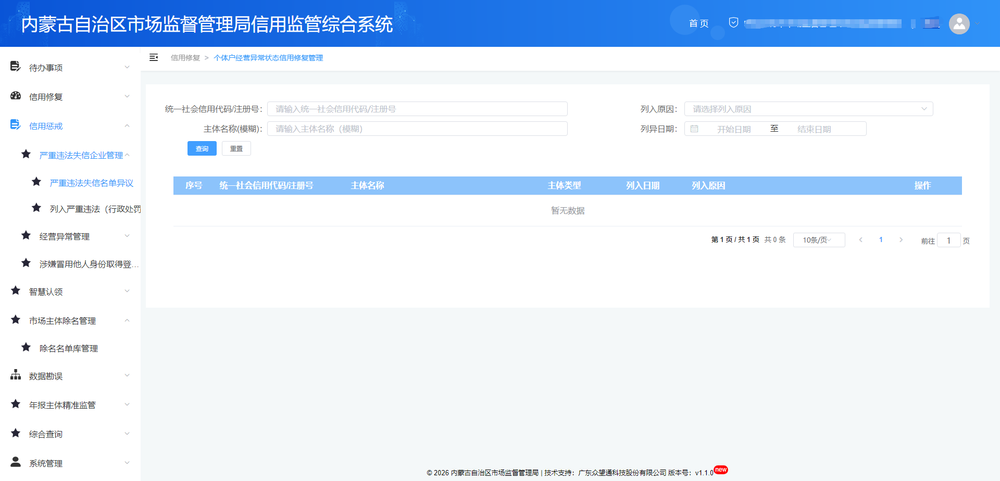 内蒙古自治区市场监督管理局信用监管综合系统
首页
待办事项
信用修复
信用惩戒
严重违法失信企业管理
严重违法失信名单异议
列入严重违法（行政处罚
经营异常管理
涉嫌冒用他人身份取得登...
智慧认领
市场主体除名管理
除名名单库管理
数据勘误
年报主体精准监管
综合查询
系统管理
信用修复 > 个体户经营异常状态信用修复管理
统一社会信用代码/注册号： 请输入统一社会信用代码/注册号 列入原因： 请选择列入原因
主体名称(模糊)： 请输入主体名称（模糊） 列异日期： 开始日期 至 结束日期
查询 重置
序号 统一社会信用代码/注册号 主体名称 主体类型 列入日期 列入原因 操作
暂无数据
第 1 页 / 共 1 页 共 0 条 10条/页 < 1 > 前往 1 页
© 2026 内蒙古自治区市场监督管理局 | 技术支持：广东众望通科技股份有限公司 版本号：v1.1.0 new